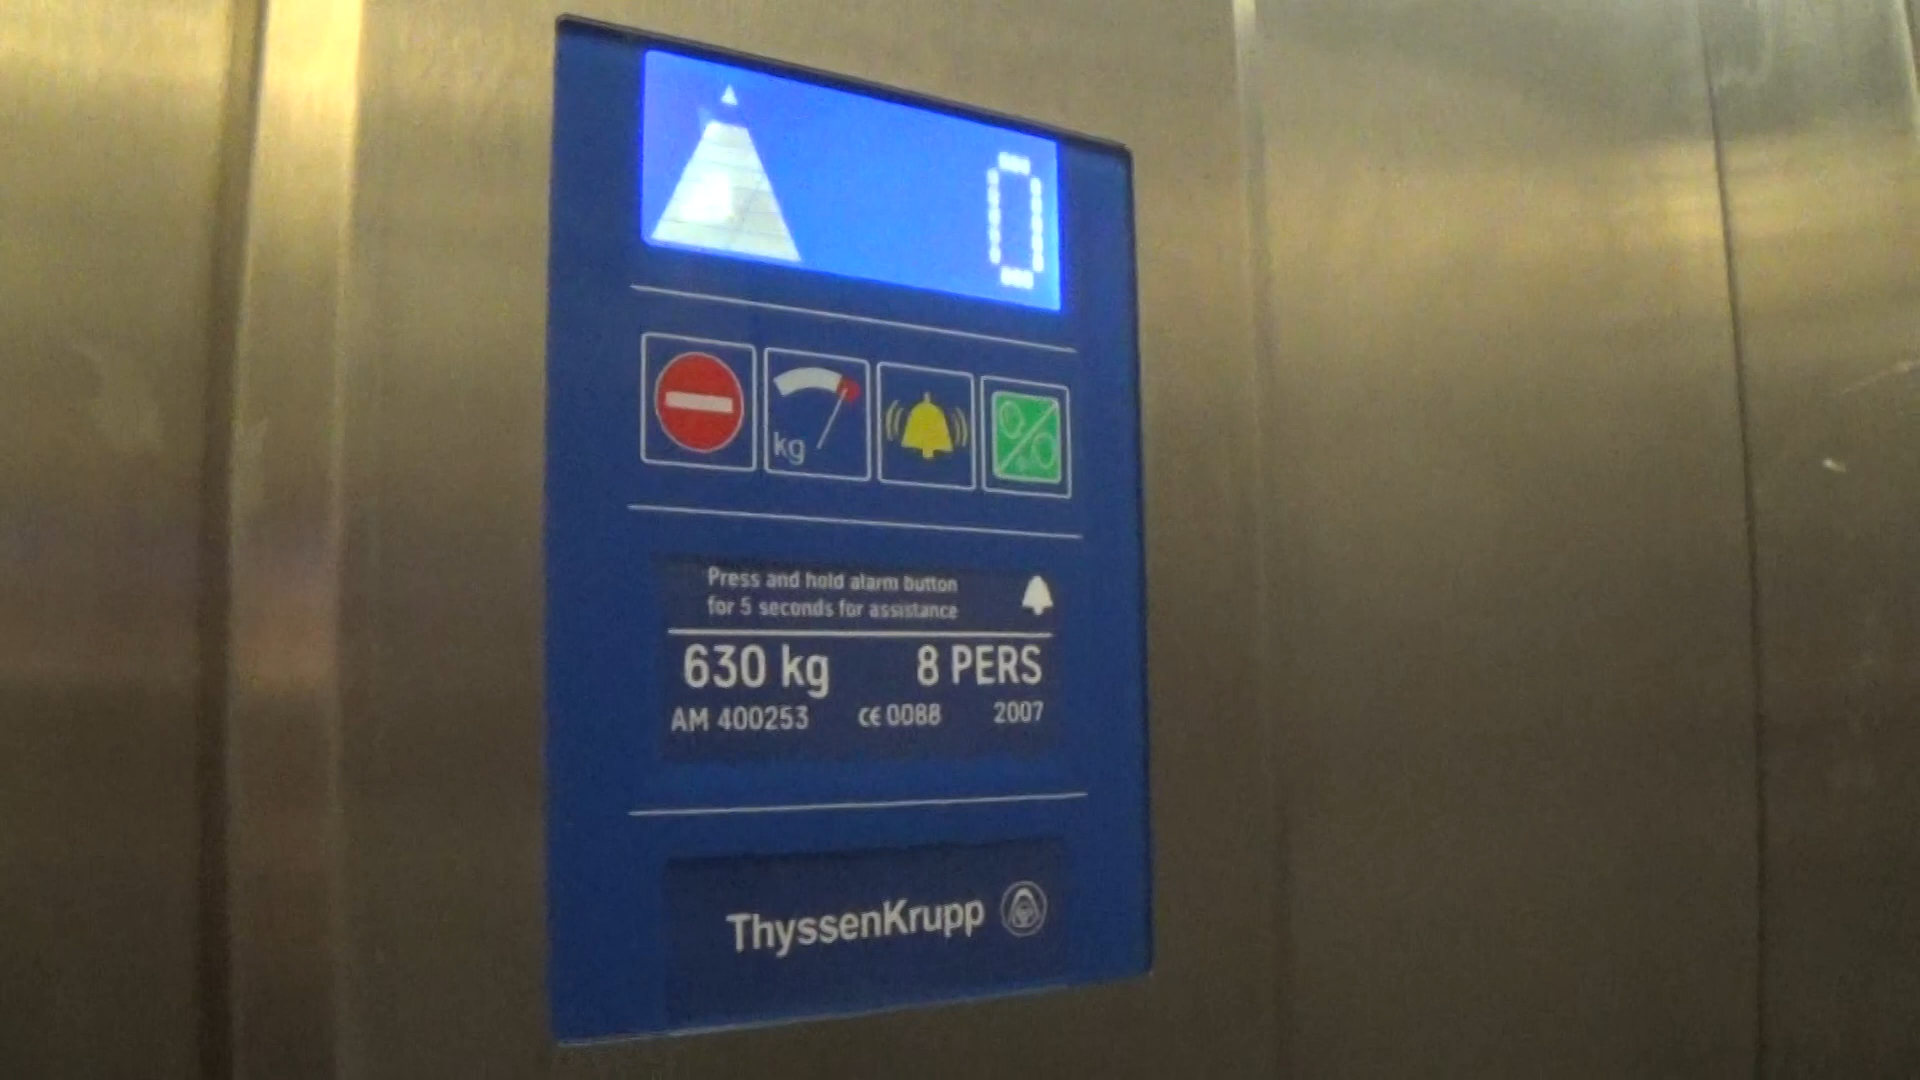 0
kg
Press and hold alarm button
for 5 seconds for assistance
630 kg 8 PERS
AM 400253 CE 0088 2007
ThyssenKrupp